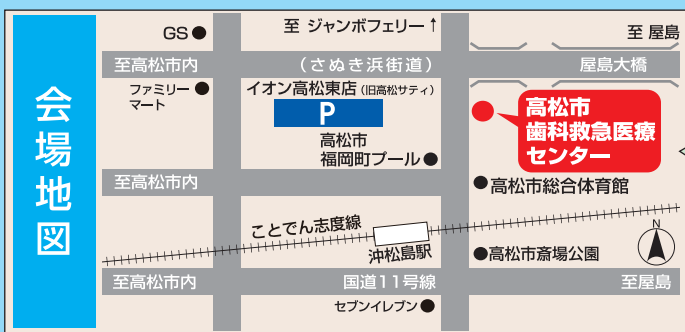 会場地図
GS
至 ジャンボフェリー↑
至 屋島
至高松市内
（さぬき浜街道）
屋島大橋
ファミリー
マート
イオン高松東店（旧高松サティ）
P
高松市
歯科救急医療
センター
高松市
福岡町プール
至高松市内
高松市総合体育館
ことでん志度線
沖松島駅
N
高松市斎場公園
至高松市内
国道11号線
至屋島
セブンイレブン